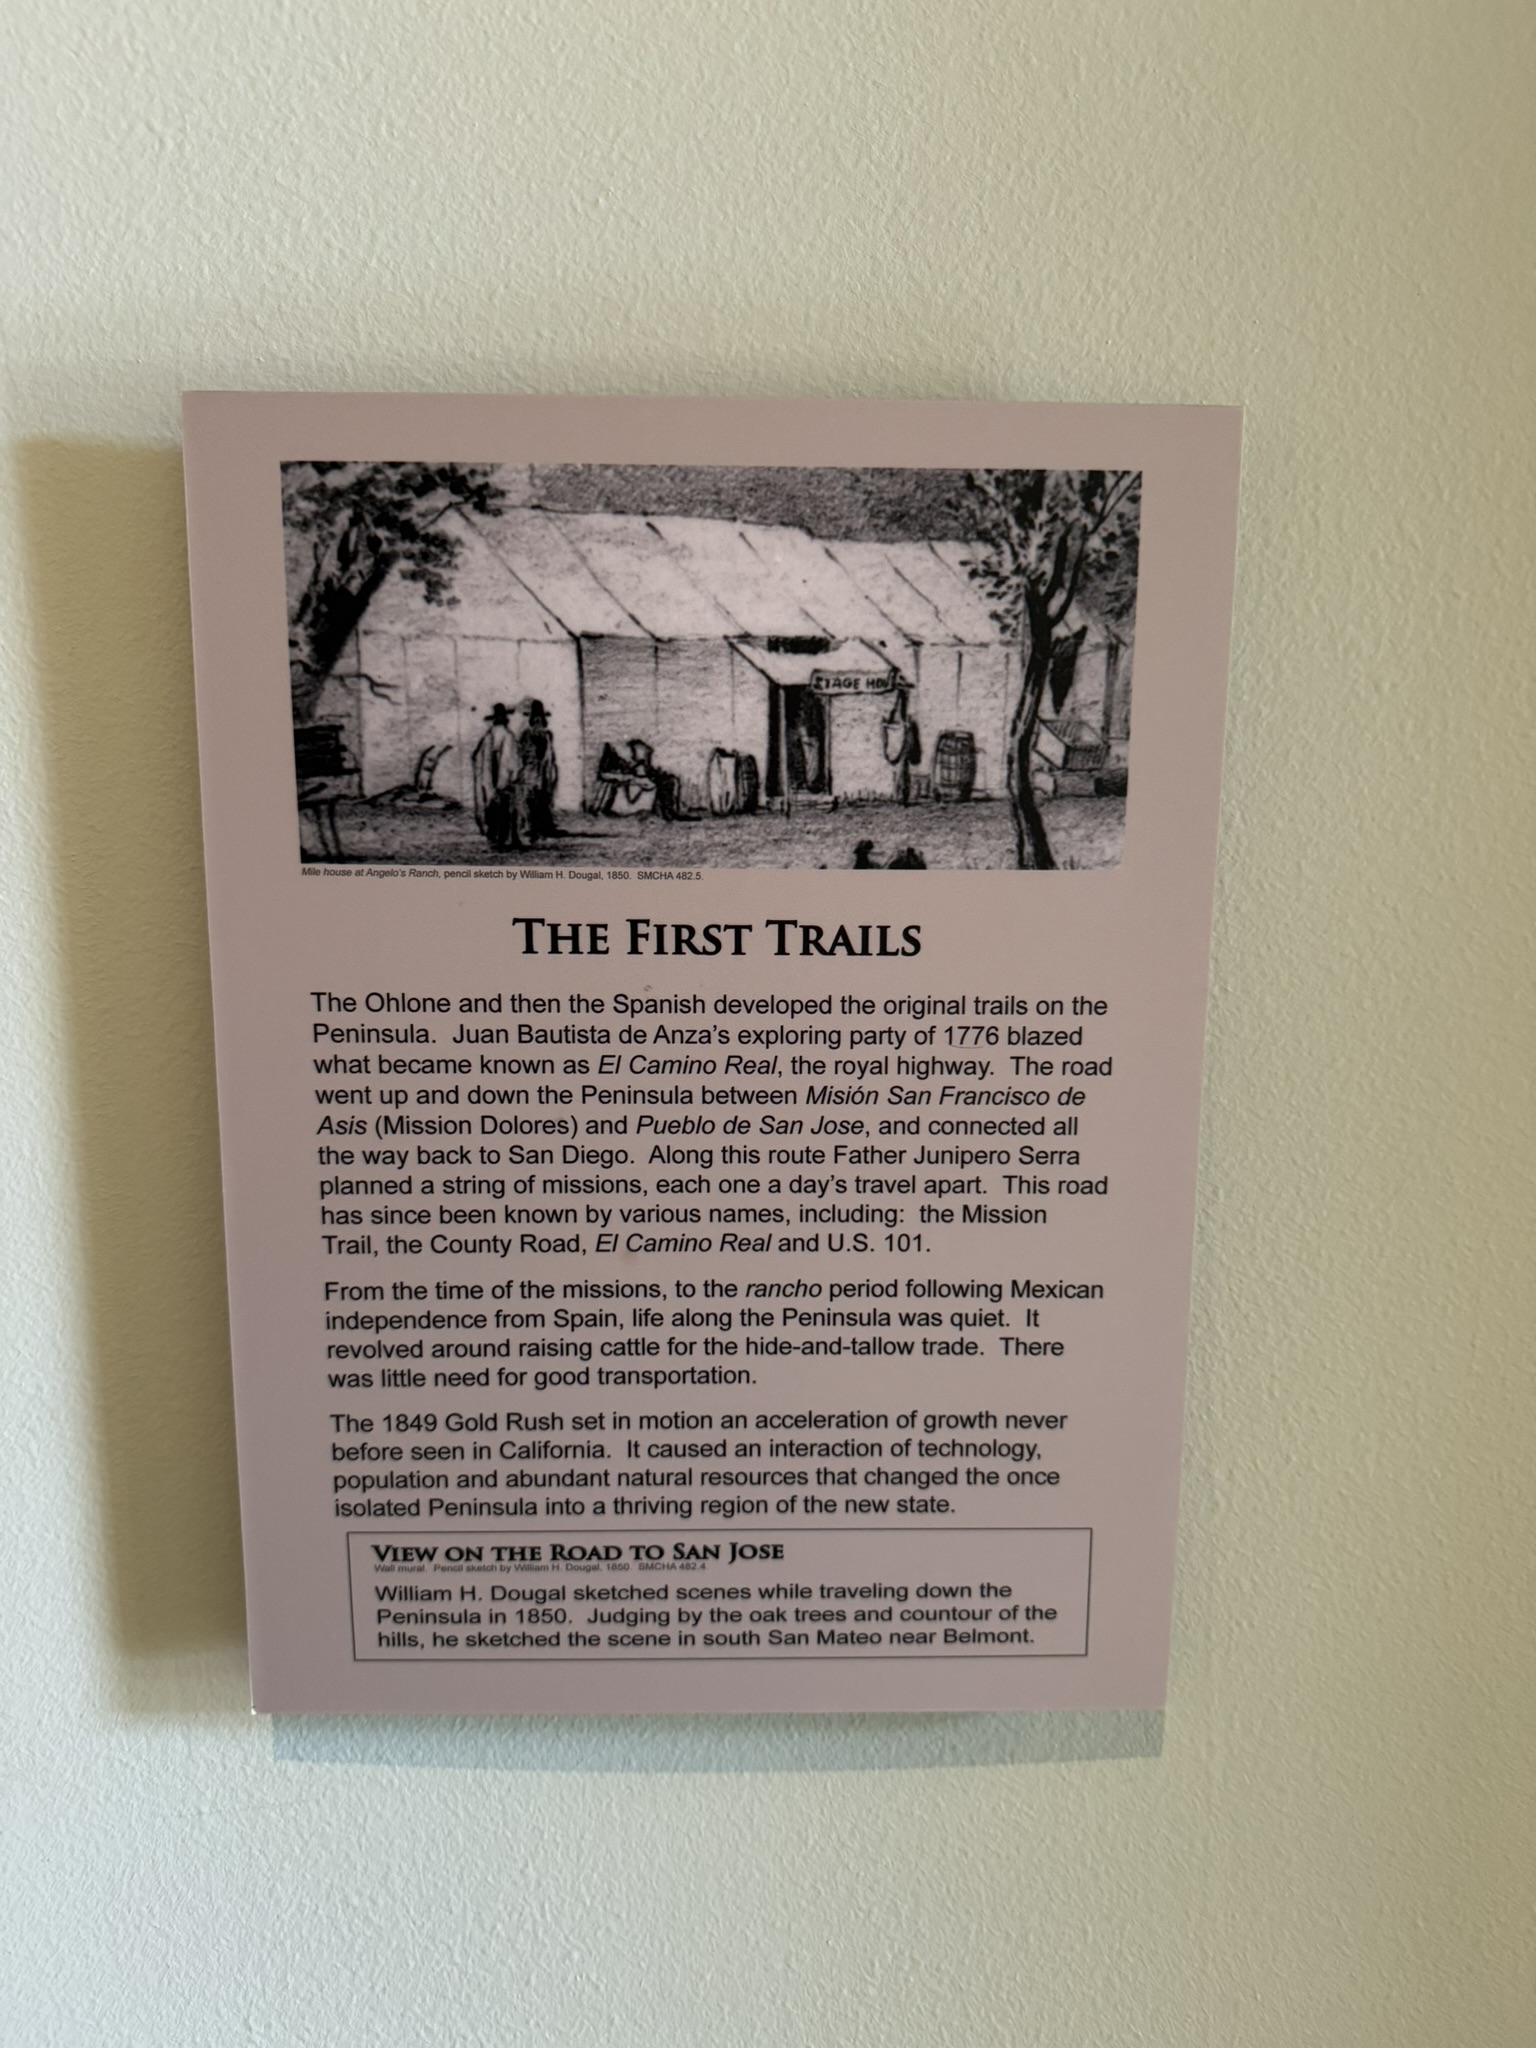 STAGE HOU
Mile house at Angelo's Ranch, pencil sketch by William H. Dougal, 1850. SMCHA 482.5.
THE FIRST TRAILS
The Ohlone and then the Spanish developed the original trails on the
Peninsula. Juan Bautista de Anza's exploring party of 1776 blazed
what became known as El Camino Real, the royal highway. The road
went up and down the Peninsula between Misión San Francisco de
Asis (Mission Dolores) and Pueblo de San Jose, and connected all
the way back to San Diego. Along this route Father Junipero Serra
planned a string of missions, each one a day's travel apart. This road
has since been known by various names, including: the Mission
Trail, the County Road, El Camino Real and U.S. 101.
From the time of the missions, to the rancho period following Mexican
independence from Spain, life along the Peninsula was quiet. It
revolved around raising cattle for the hide-and-tallow trade. There
was little need for good transportation.
The 1849 Gold Rush set in motion an acceleration of growth never
before seen in California. It caused an interaction of technology,
population and abundant natural resources that changed the once
isolated Peninsula into a thriving region of the new state.
VIEW ON THE ROAD TO SAN JOSE
Wall mural. Pencil sketch by William H. Dougal, 1850. SMCHA 482.4.
William H. Dougal sketched scenes while traveling down the
Peninsula in 1850. Judging by the oak trees and countour of the
hills, he sketched the scene in south San Mateo near Belmont.